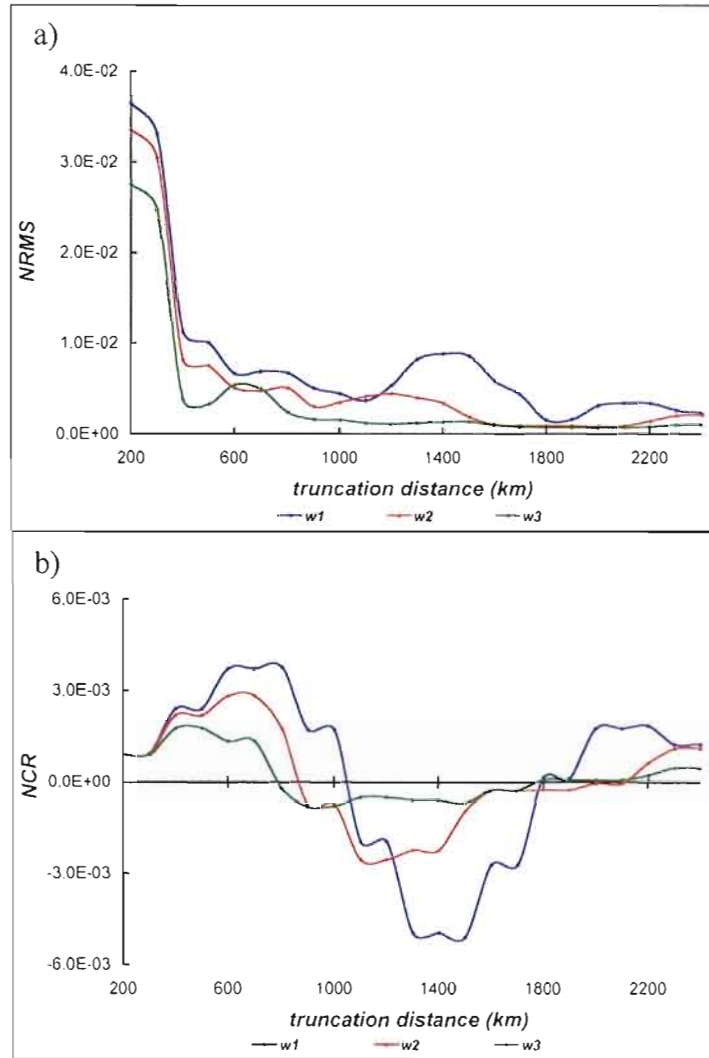 a)
4.0E-02
3.0E-02
2.0E-02
1.0E-02
0.0E+00
NRMS
200 600 1000 1400 1800 2200
truncation distance (km)
w1 w2 w3
b)
6.0E-03
3.0E-03
0.0E+00
-3.0E-03
-6.0E-03
NCR
200 600 1000 1400 1800 2200
truncation distance (km)
w1 w2 w3